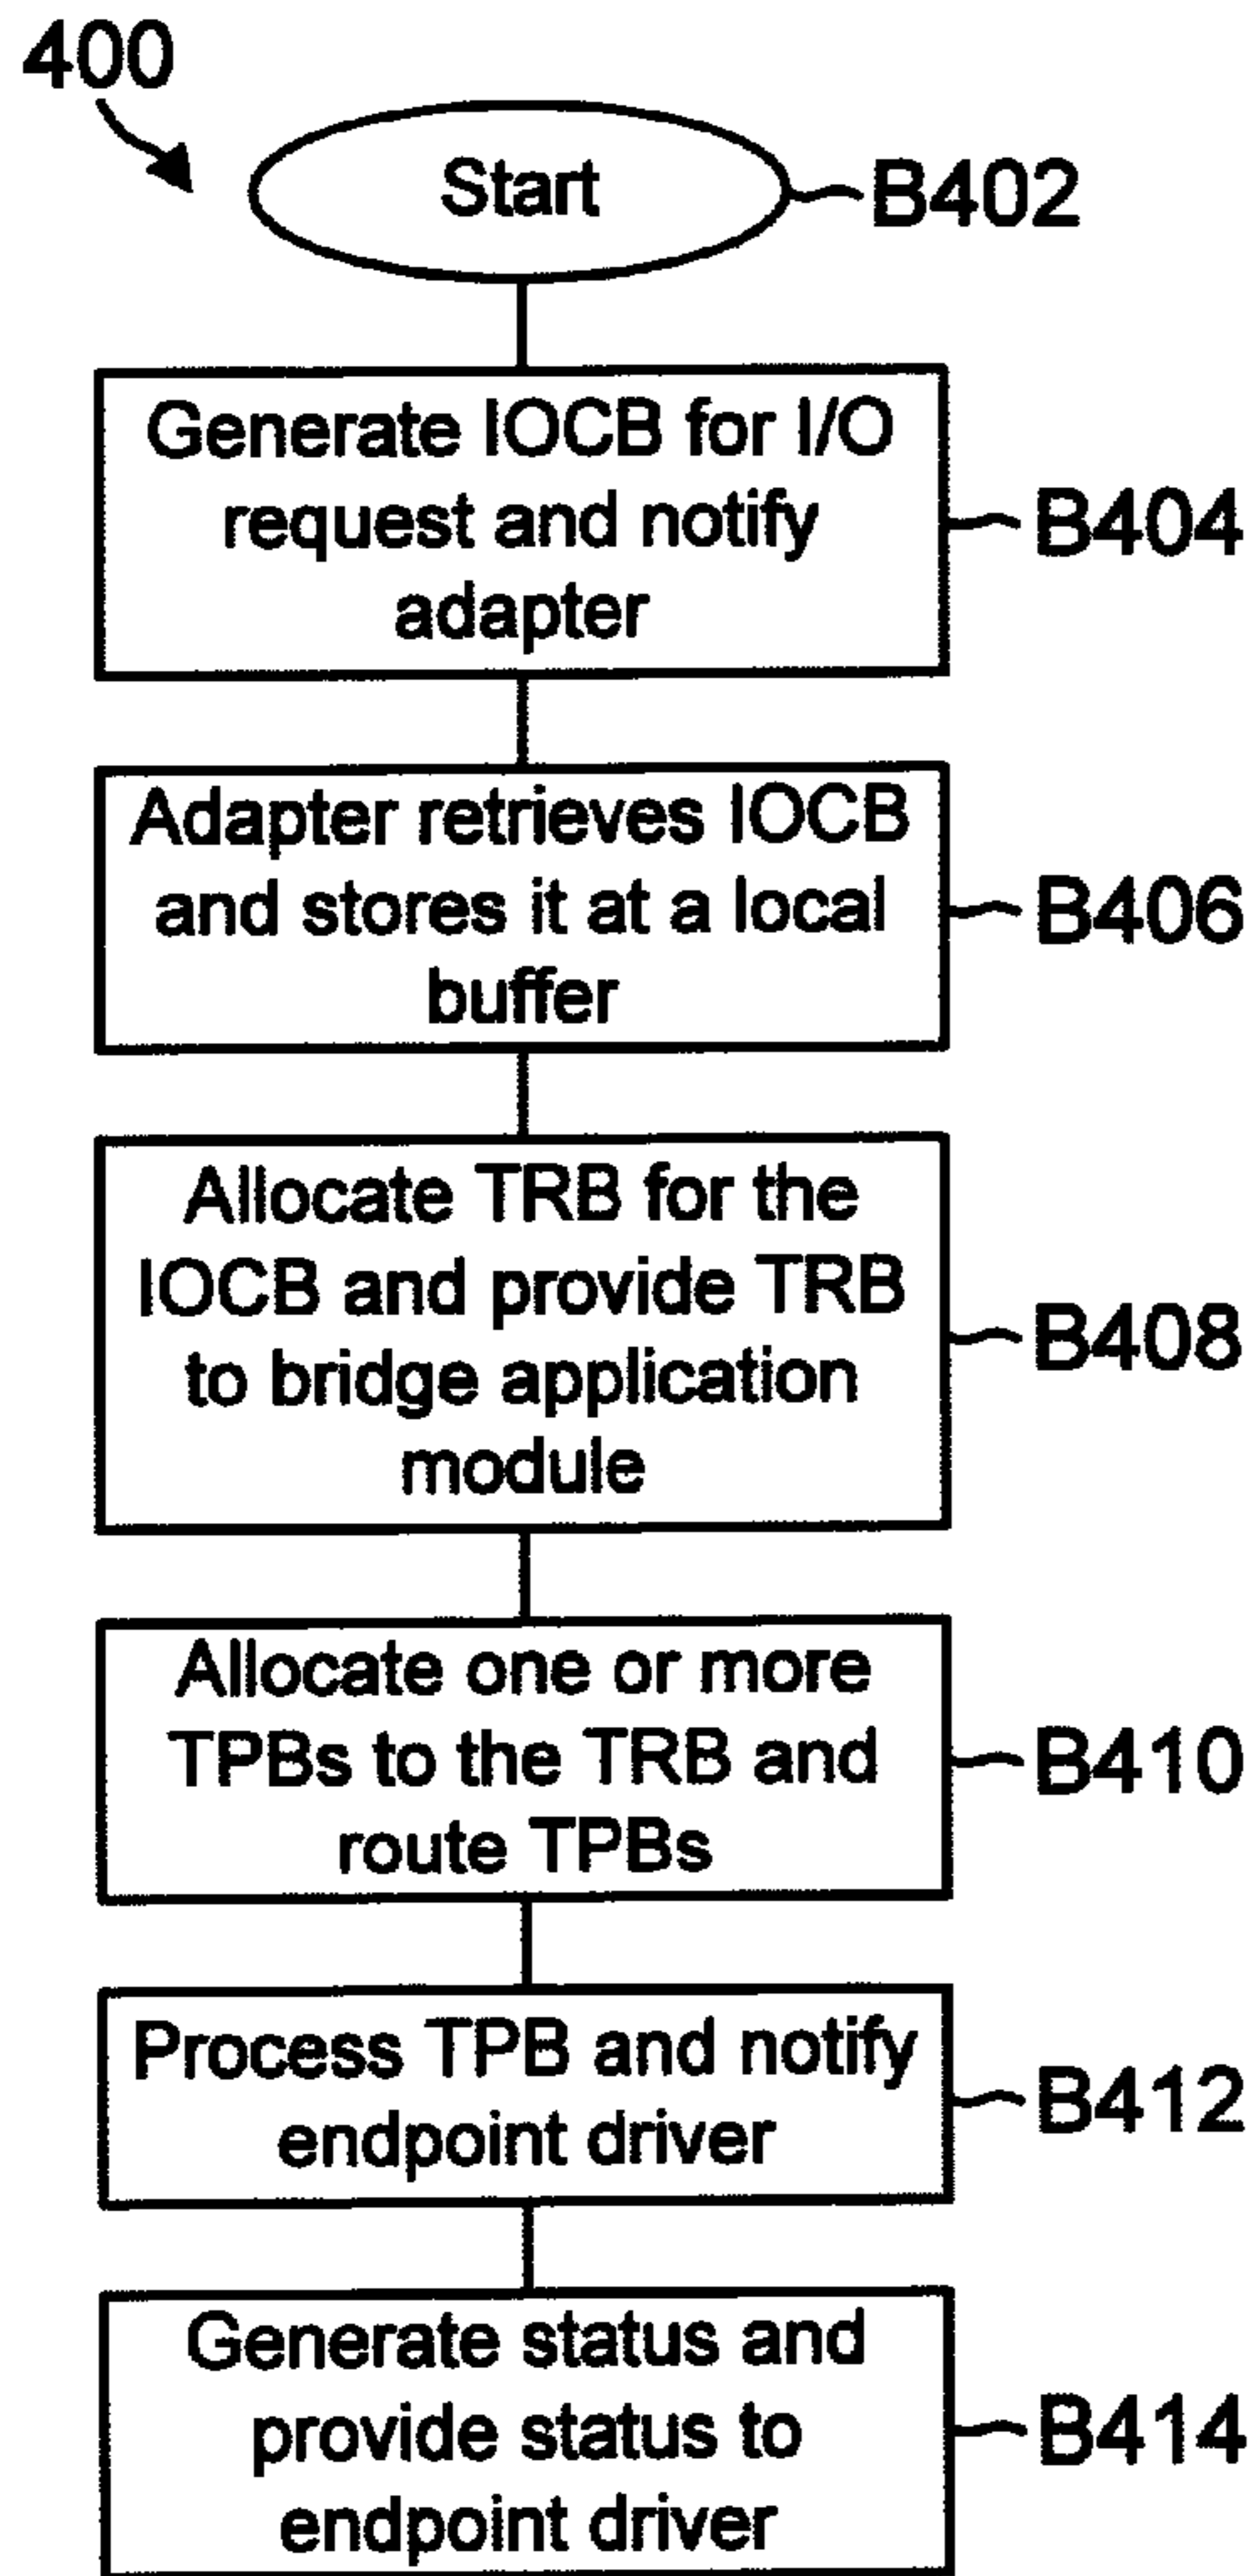 400
Start
B402
Generate IOCB for I/O
request and notify
adapter
B404
Adapter retrieves IOCB
and stores it at a local
buffer
B406
Allocate TRB for the
IOCB and provide TRB
to bridge application
module
B408
Allocate one or more
TPBs to the TRB and
route TPBs
B410
Process TPB and notify
endpoint driver
B412
Generate status and
provide status to
endpoint driver
B414